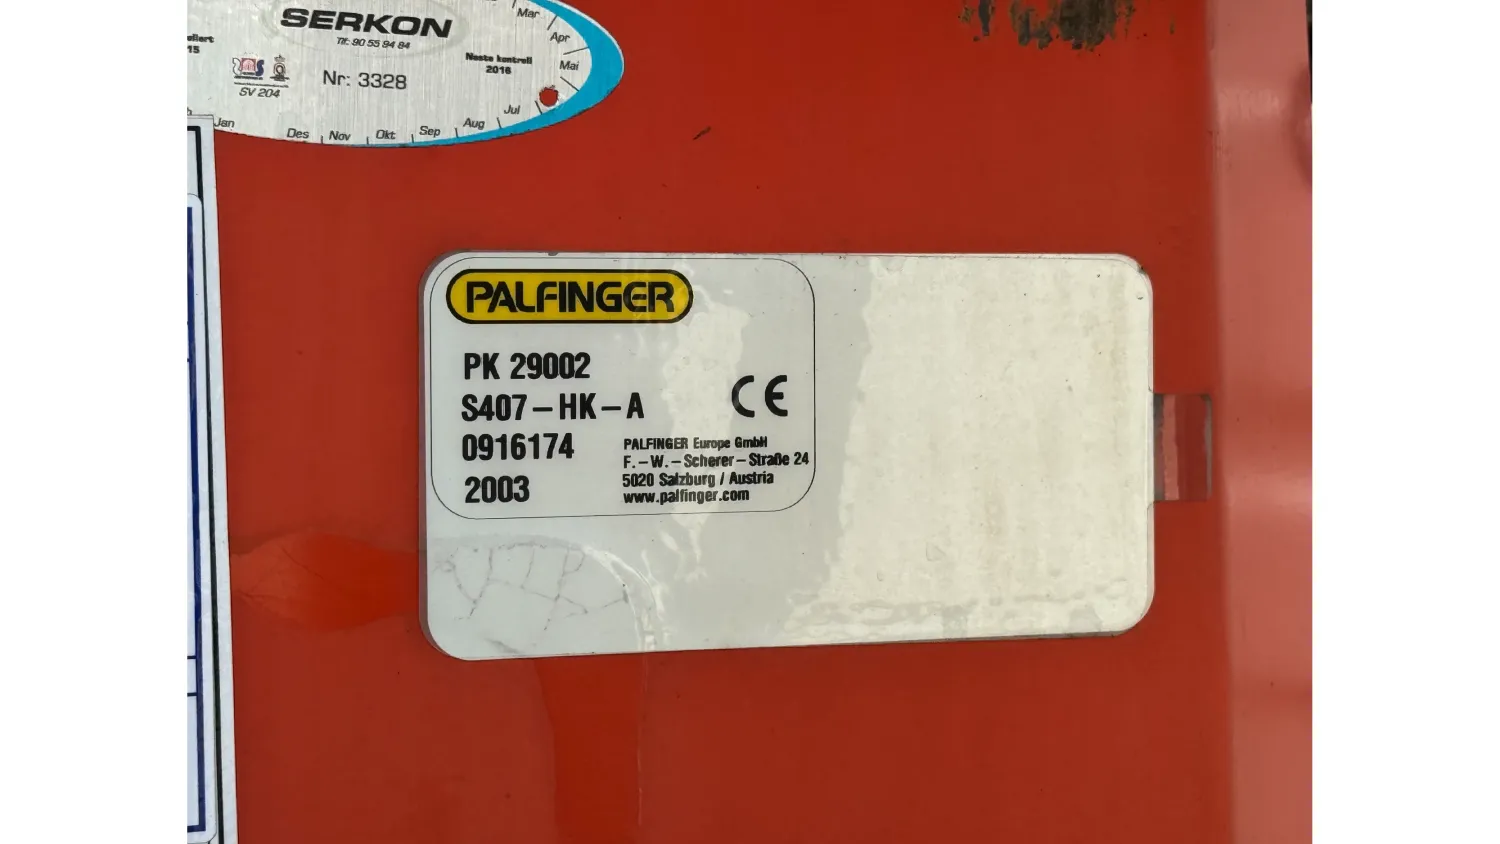 SERKON
Tlf.: 90 55 94 84
Neste kontroll
2016
15
Nr: 3328
SV 204
Mar
Apr
Mai
Jul
Aug
Sep
Okt
Nov
Des
Jan
PALFINGER
PK 29002
S407-HK-A
0916174
2003
CE
PALFINGER Europe GmbH
F.-W.-Scherer-Straße 24
5020 Salzburg / Austria
www.palfinger.com